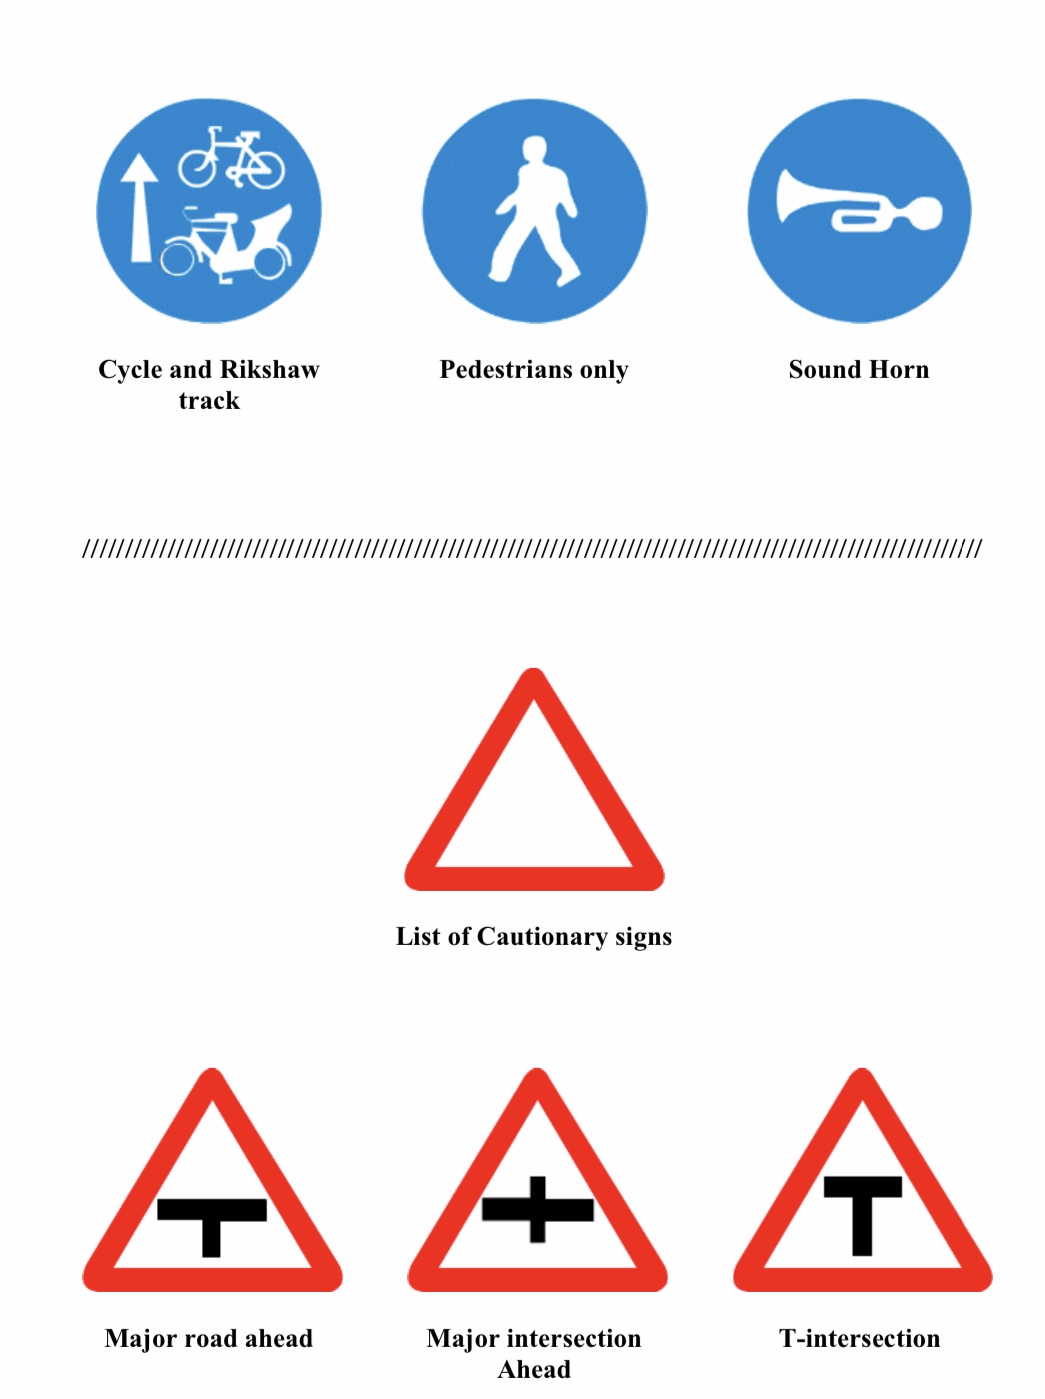 Cycle and Rikshaw
track
Pedestrians only
Sound Horn
/////////////////////////////////////////////////////////////////////////////////////////////////////////
List of Cautionary signs
Major road ahead
Major intersection
Ahead
T-intersection